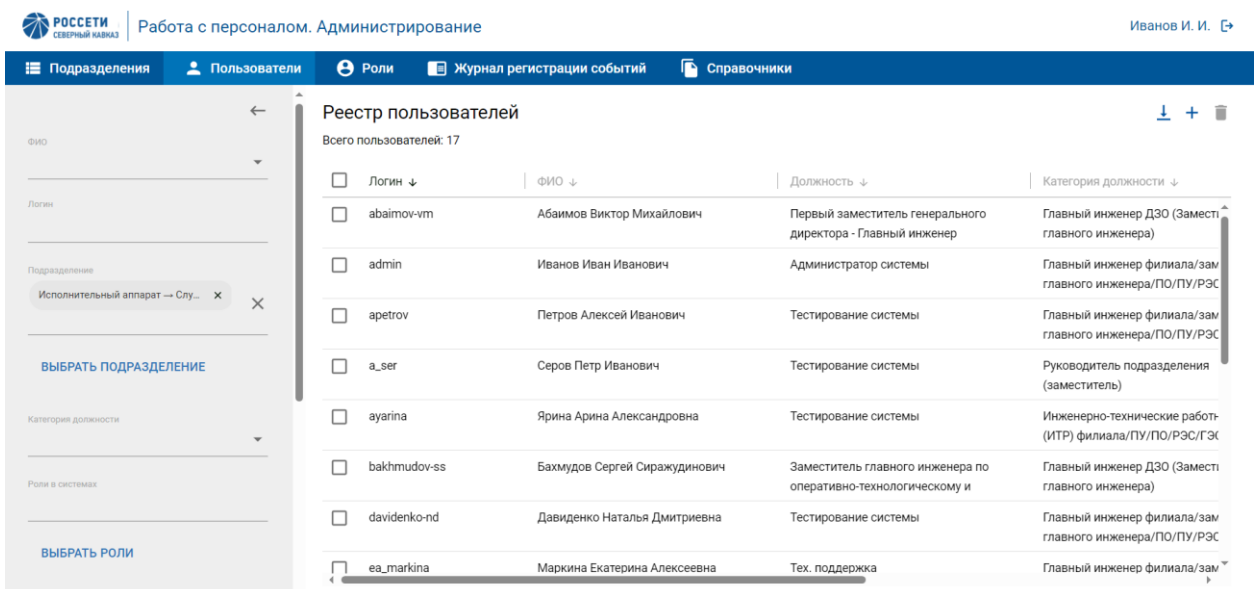 РОССЕТИ
СЕВЕРНЫЙ КАВКАЗ
Работа с персоналом. Администрирование
Иванов И. И.
Подразделения
Пользователи
Роли
Журнал регистрации событий
Справочники
ФИО
Логин
Подразделение
Исполнительный аппарат → Слу...
ВЫБРАТЬ ПОДРАЗДЕЛЕНИЕ
Категория должности
Роли в системах
ВЫБРАТЬ РОЛИ
Реестр пользователей
Всего пользователей: 17
Логин ↓ ФИО ↓ Должность ↓ Категория должности ↓
abaimov-vm Абаимов Виктор Михайлович Первый заместитель генерального Главный инженер ДЗО (Замести
директора - Главный инженер главного инженера)
admin Иванов Иван Иванович Администратор системы Главный инженер филиала/зам
главного инженера/ПО/ПУ/РЭС
apetrov Петров Алексей Иванович Тестирование системы Главный инженер филиала/зам
главного инженера/ПО/ПУ/РЭС
a_ser Серов Петр Иванович Тестирование системы Руководитель подразделения
(заместитель)
ayarina Ярина Арина Александровна Тестирование системы Инженерно-технические работн
(ИТР) филиала/ПУ/ПО/РЭС/ГЭС
bakhmudov-ss Бахмудов Сергей Сиражудинович Заместитель главного инженера по Главный инженер ДЗО (Замести
оперативно-технологическому и главного инженера)
davidenko-nd Давиденко Наталья Дмитриевна Тестирование системы Главный инженер филиала/зам
главного инженера/ПО/ПУ/РЭС
ea_markina Маркина Екатерина Алексеевна Тех. поддержка Главный инженер филиала/зам